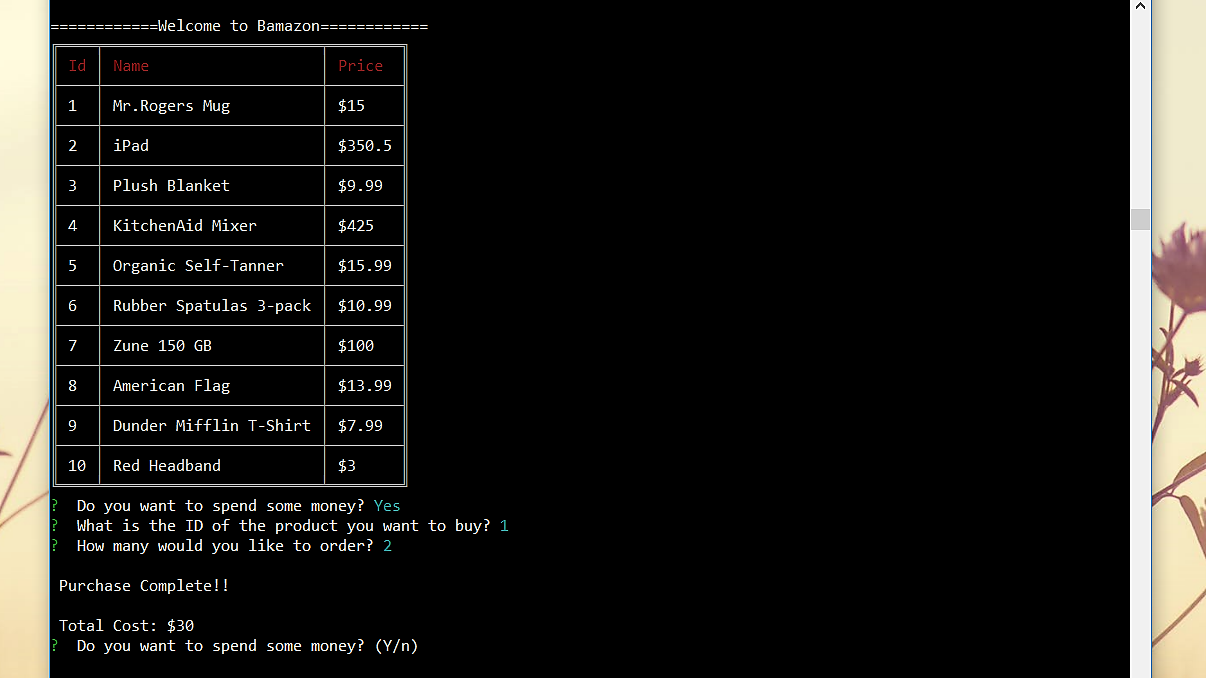 ============Welcome to Bamazon============
Id Name Price
1 Mr.Rogers Mug $15
2 iPad $350.5
3 Plush Blanket $9.99
4 KitchenAid Mixer $425
5 Organic Self-Tanner $15.99
6 Rubber Spatulas 3-pack $10.99
7 Zune 150 GB $100
8 American Flag $13.99
9 Dunder Mifflin T-Shirt $7.99
10 Red Headband $3
? Do you want to spend some money? Yes
? What is the ID of the product you want to buy? 1
? How many would you like to order? 2
Purchase Complete!!
Total Cost: $30
? Do you want to spend some money? (Y/n)